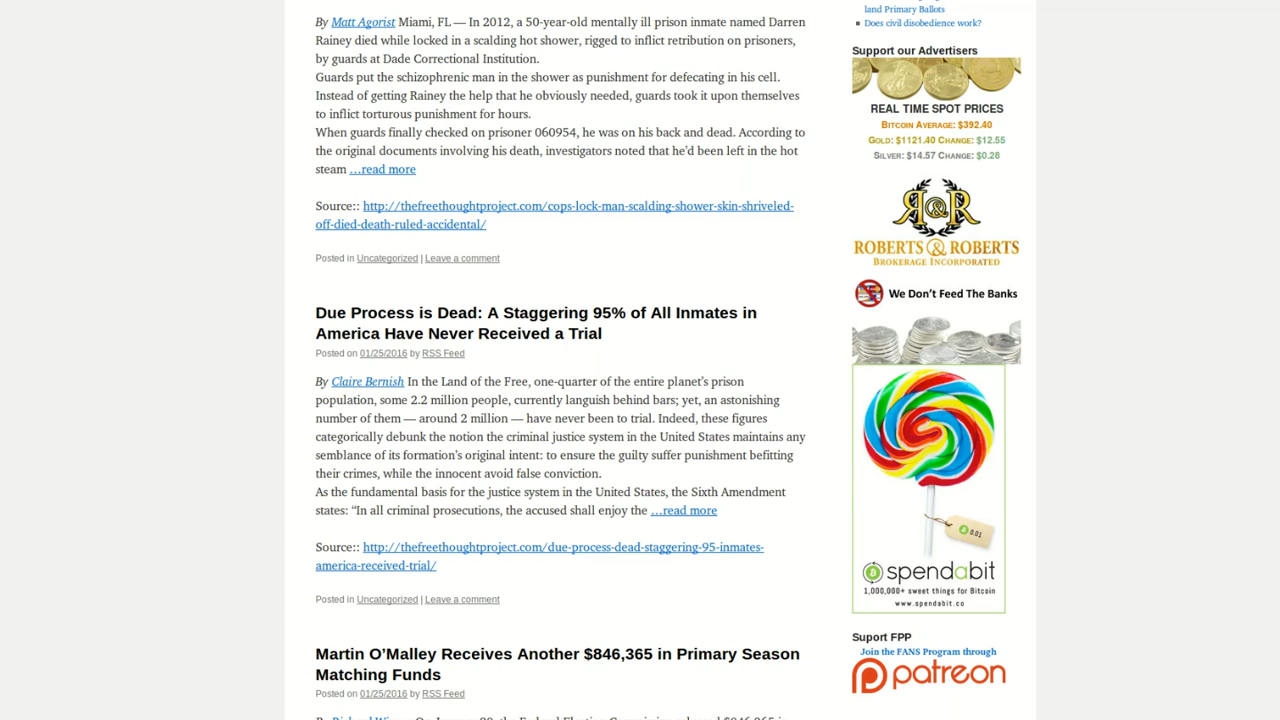 By Matt Agorist Miami, FL — In 2012, a 50-year-old mentally ill prison inmate named Darren
Rainey died while locked in a scalding hot shower, rigged to inflict retribution on prisoners,
by guards at Dade Correctional Institution.
Guards put the schizophrenic man in the shower as punishment for defecating in his cell.
Instead of getting Rainey the help that he obviously needed, guards took it upon themselves
to inflict torturous punishment for hours.
When guards finally checked on prisoner 060954, he was on his back and dead. According to
the original documents involving his death, investigators noted that he’d been left in the hot
steam …read more
Source:: http://thefreethoughtproject.com/cops-lock-man-scalding-shower-skin-shriveled-
off-died-death-ruled-accidental/
Posted in Uncategorized | Leave a comment
Due Process is Dead: A Staggering 95% of All Inmates in
America Have Never Received a Trial
Posted on 01/25/2016 by RSS Feed
By Claire Bernish In the Land of the Free, one-quarter of the entire planet’s prison
population, some 2.2 million people, currently languish behind bars; yet, an astonishing
number of them — around 2 million — have never been to trial. Indeed, these figures
categorically debunk the notion the criminal justice system in the United States maintains any
semblance of its formation’s original intent: to ensure the guilty suffer punishment befitting
their crimes, while the innocent avoid false conviction.
As the fundamental basis for the justice system in the United States, the Sixth Amendment
states: “In all criminal prosecutions, the accused shall enjoy the …read more
Source:: http://thefreethoughtproject.com/due-process-dead-staggering-95-inmates-
america-received-trial/
Posted in Uncategorized | Leave a comment
Martin O’Malley Receives Another $846,365 in Primary Season
Matching Funds
Posted on 01/25/2016 by RSS Feed
land Primary Ballots
Does civil disobedience work?
Support our Advertisers
REAL TIME SPOT PRICES
Bitcoin Average: $392.40
Gold: $1121.40 Change: $12.55
Silver: $14.57 Change: $0.28
R&R
ROBERTS & ROBERTS
BROKERAGE INCORPORATED
We Don’t Feed The Banks
0.01
spendabit
1,000,000+ sweet things for Bitcoin
www.spendabit.co
Suport FPP
Join the FANS Program through
patreon